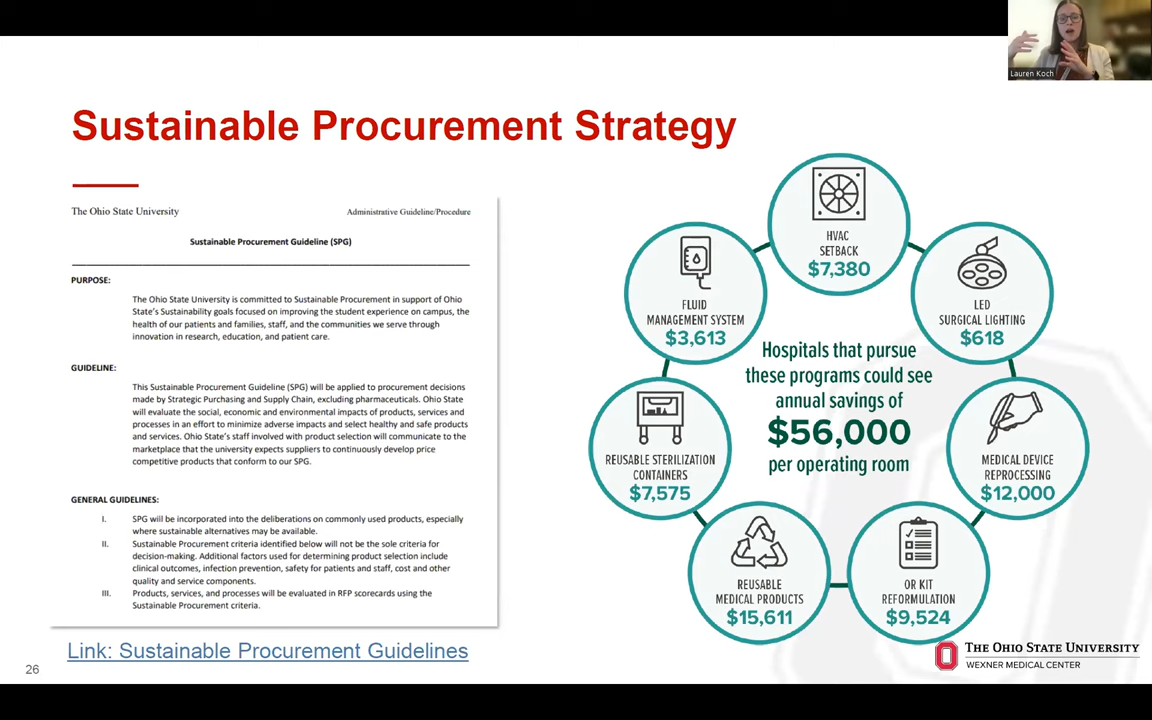 Lauren Koch
Sustainable Procurement Strategy
The Ohio State University
Administrative Guideline/Procedure
Sustainable Procurement Guideline (SPG)
PURPOSE:
The Ohio State University is committed to Sustainable Procurement in support of Ohio
State's Sustainability goals focused on improving the student experience on campus, the
health of our patients and families, staff, and the communities we serve through
innovation in research, education, and patient care.
GUIDELINE:
This Sustainable Procurement Guideline (SPG) will be applied to procurement decisions
made by Strategic Purchasing and Supply Chain, excluding pharmaceuticals. Ohio State
will evaluate the social, economic and environmental impacts of products, services and
processes in an effort to minimize adverse impacts and select healthy and safe products
and services. Ohio State's staff involved with product selection will communicate to the
marketplace that the university expects suppliers to continuously develop price
competitive products that conform to our SPG.
GENERAL GUIDELINES:
I. SPG will be incorporated into the deliberations on commonly used products, especially
where sustainable alternatives may be available.
II. Sustainable Procurement criteria identified below will not be the sole criteria for
decision-making. Additional factors used for determining product selection include
clinical outcomes, infection prevention, safety for patients and staff, cost and other
quality and service components.
III. Products, services, and processes will be evaluated in RFP scorecards using the
Sustainable Procurement criteria.
Link: Sustainable Procurement Guidelines
26
HVAC
SETBACK
$7,380
LED
SURGICAL LIGHTING
$618
MEDICAL DEVICE
REPROCESSING
$12,000
OR KIT
REFORMULATION
$9,524
REUSABLE
MEDICAL PRODUCTS
$15,611
REUSABLE STERILIZATION
CONTAINERS
$7,575
FLUID
MANAGEMENT SYSTEM
$3,613
Hospitals that pursue
these programs could see
annual savings of
$56,000
per operating room
THE OHIO STATE UNIVERSITY
WEXNER MEDICAL CENTER